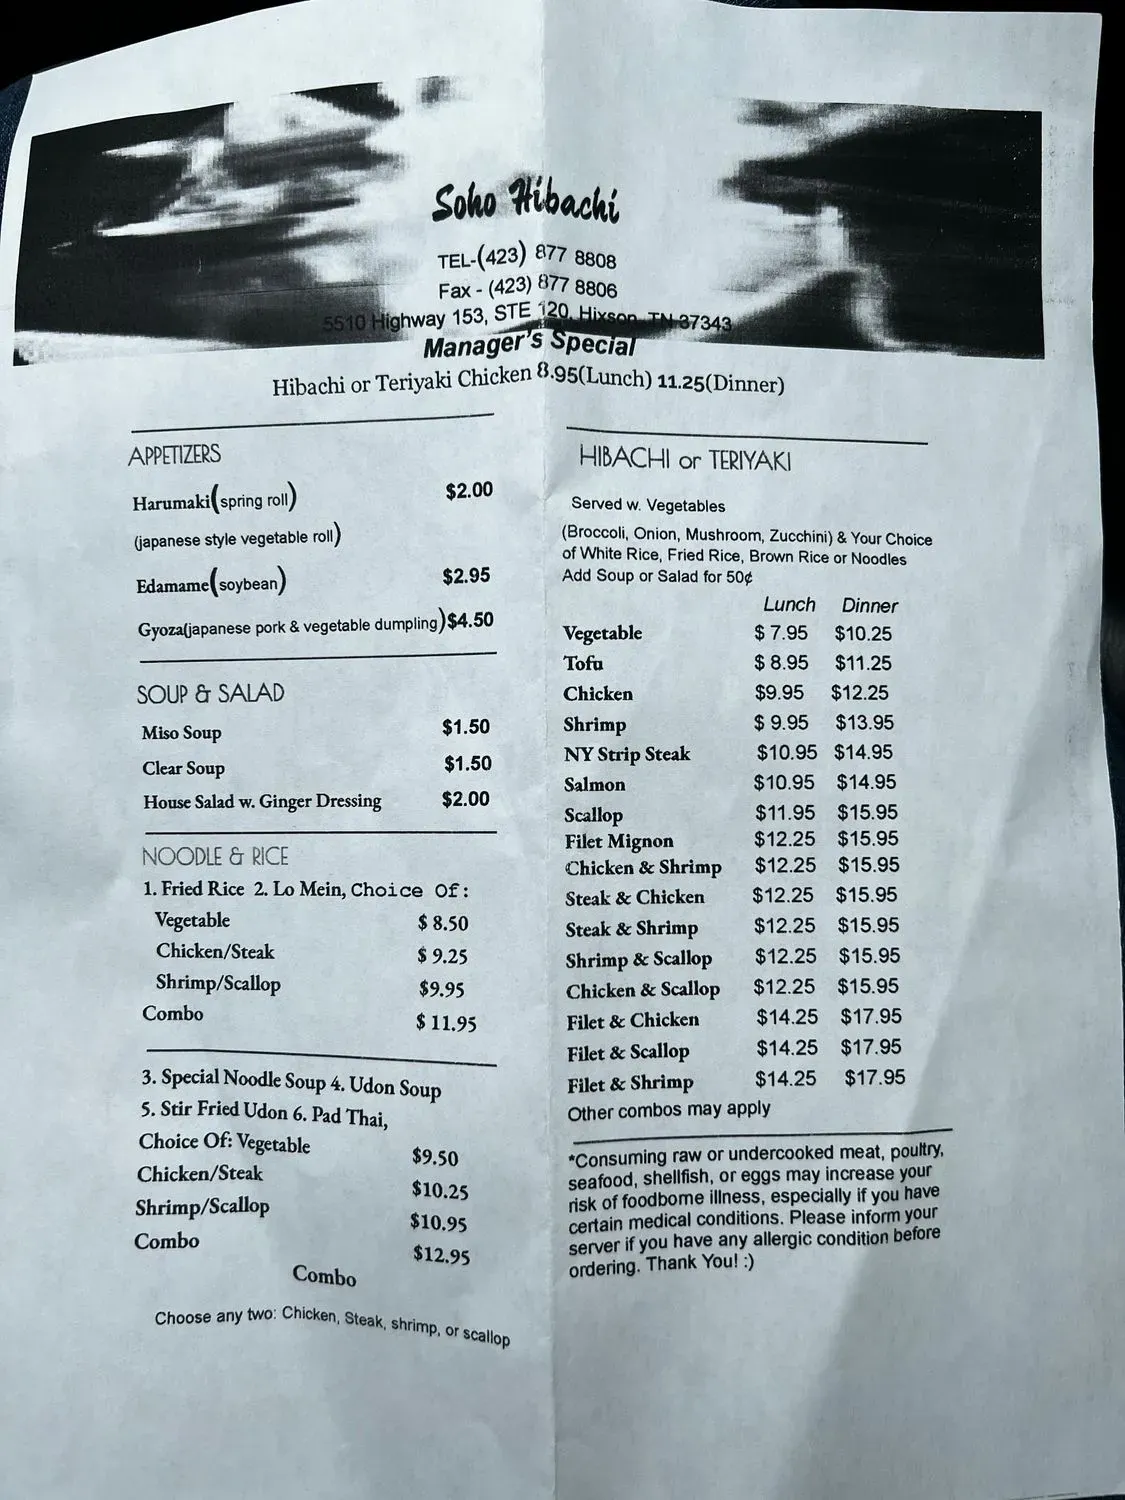 Soho Hibachi
TEL-(423) 877 8808
Fax - (423) 877 8806
5510 Highway 153, STE 120, Hixson, TN 37343
Manager's Special
Hibachi or Teriyaki Chicken 8.95(Lunch) 11.25(Dinner)
APPETIZERS
Harumaki(spring roll) $2.00
(japanese style vegetable roll)
Edamame(soybean) $2.95
Gyoza(japanese pork & vegetable dumpling) $4.50
SOUP & SALAD
Miso Soup $1.50
Clear Soup $1.50
House Salad w. Ginger Dressing $2.00
NOODLE & RICE
1. Fried Rice 2. Lo Mein, Choice Of:
Vegetable $ 8.50
Chicken/Steak $ 9.25
Shrimp/Scallop $9.95
Combo $ 11.95
3. Special Noodle Soup 4. Udon Soup
5. Stir Fried Udon 6. Pad Thai,
Choice Of: Vegetable $9.50
Chicken/Steak $10.25
Shrimp/Scallop $10.95
Combo $12.95
Combo
Choose any two: Chicken, Steak, shrimp, or scallop
HIBACHI or TERIYAKI
Served w. Vegetables
(Broccoli, Onion, Mushroom, Zucchini) & Your Choice
of White Rice, Fried Rice, Brown Rice or Noodles
Add Soup or Salad for 50¢
Lunch Dinner
Vegetable $ 7.95 $10.25
Tofu $ 8.95 $11.25
Chicken $9.95 $12.25
Shrimp $ 9.95 $13.95
NY Strip Steak $10.95 $14.95
Salmon $10.95 $14.95
Scallop $11.95 $15.95
Filet Mignon $12.25 $15.95
Chicken & Shrimp $12.25 $15.95
Steak & Chicken $12.25 $15.95
Steak & Shrimp $12.25 $15.95
Shrimp & Scallop $12.25 $15.95
Chicken & Scallop $12.25 $15.95
Filet & Chicken $14.25 $17.95
Filet & Scallop $14.25 $17.95
Filet & Shrimp $14.25 $17.95
Other combos may apply
*Consuming raw or undercooked meat, poultry,
seafood, shellfish, or eggs may increase your
risk of foodborne illness, especially if you have
certain medical conditions. Please inform your
server if you have any allergic condition before
ordering. Thank You! :)